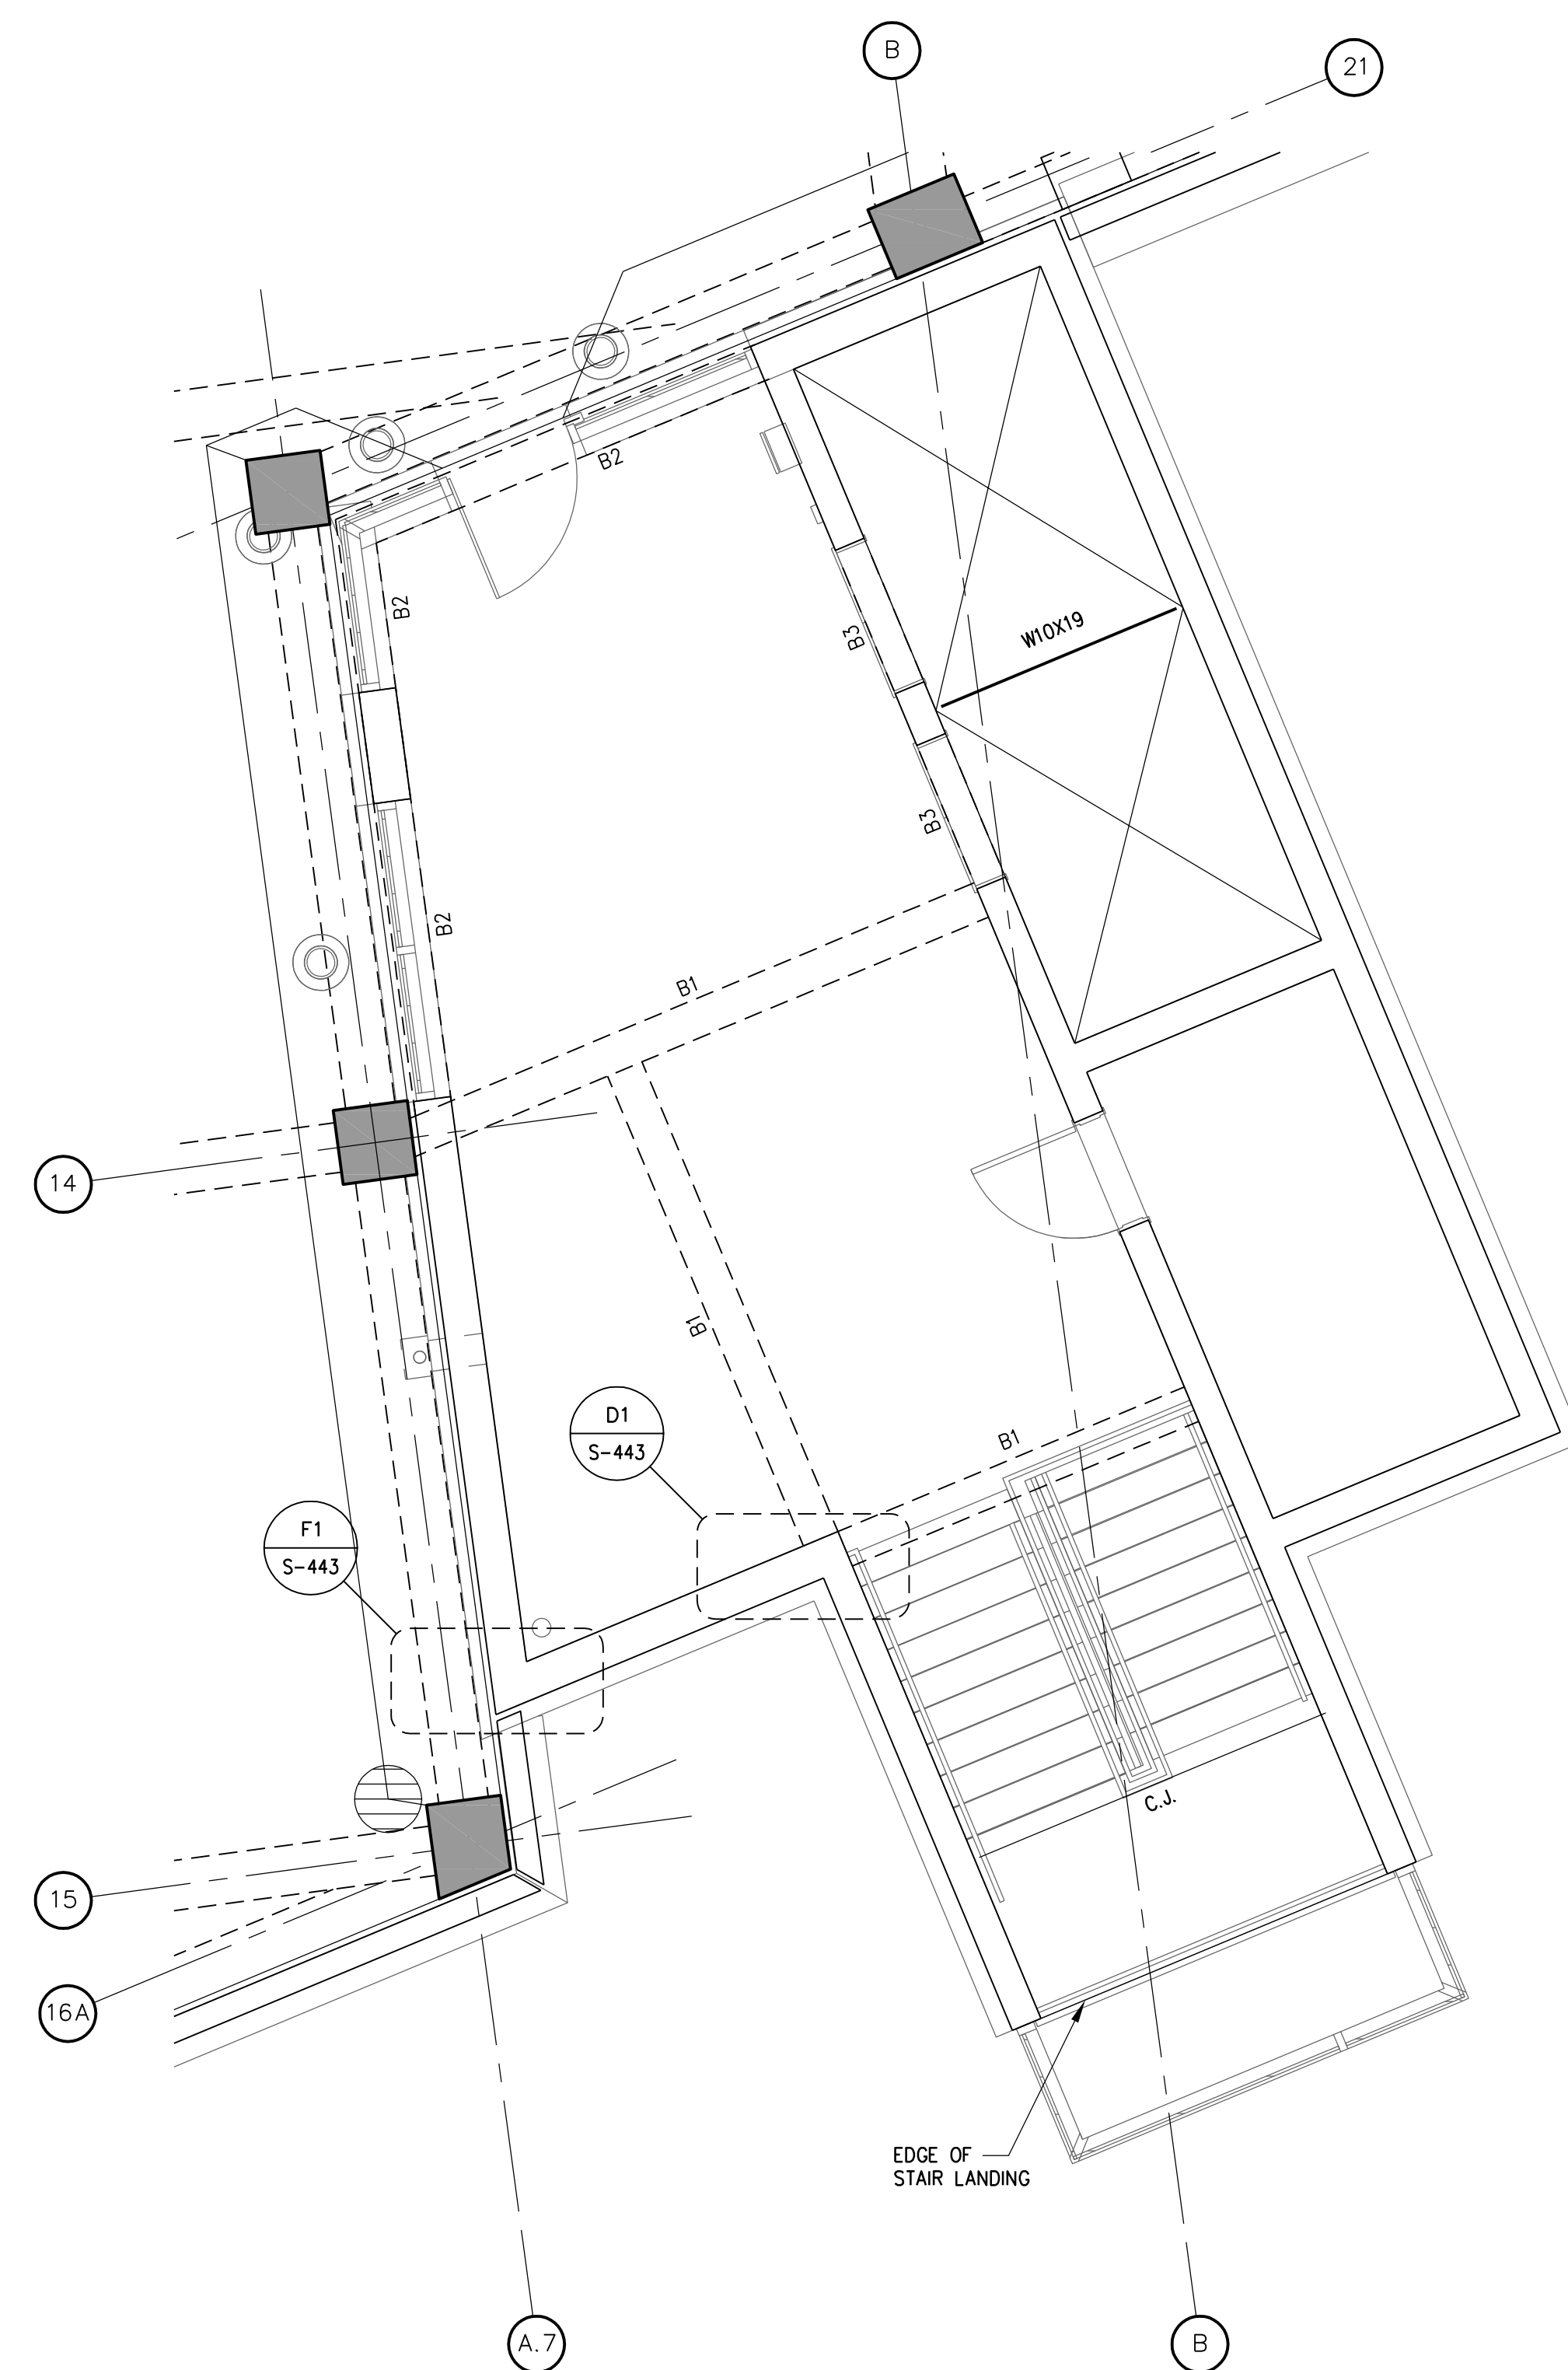 B
21
B2
B2
B3
W10X19
B3
B2
B1
14
B1
D1
S-443
B1
F1
S-443
C.J.
15
16A
EDGE OF
STAIR LANDING
A.7
B